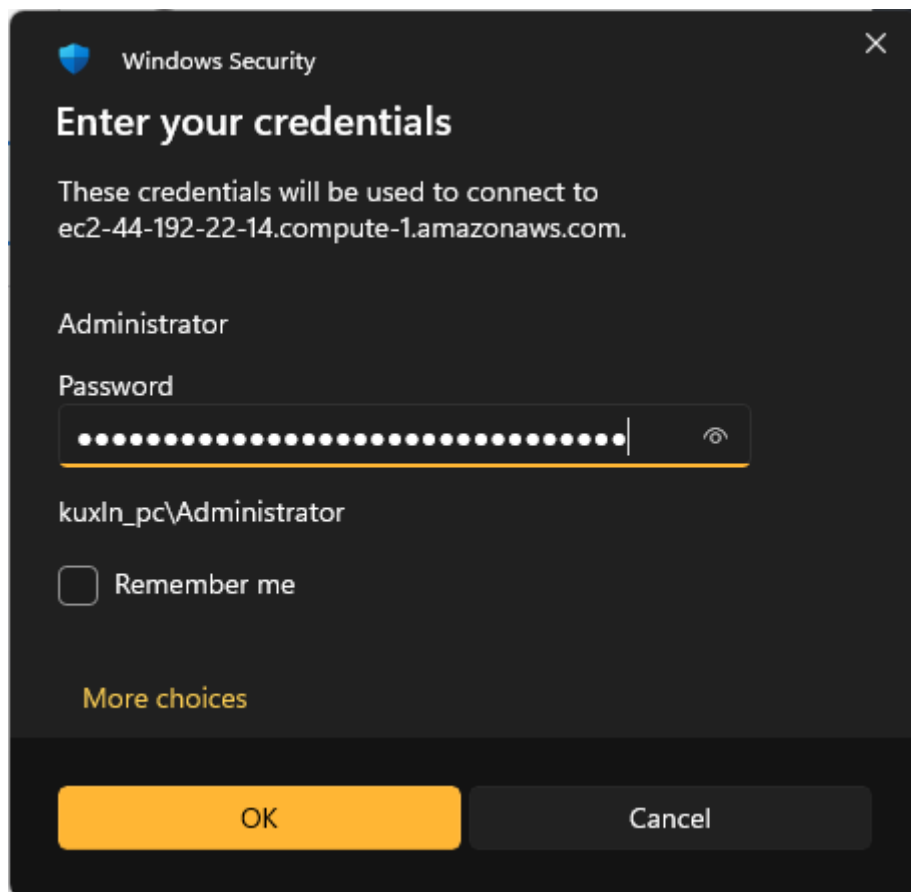 Windows Security
Enter your credentials
These credentials will be used to connect to
ec2-44-192-22-14.compute-1.amazonaws.com.
Administrator
Password
●●●●●●●●●●●●●●●●●●●●●●●●●●●●●●●●
kuxln_pc\Administrator
Remember me
More choices
OK
Cancel